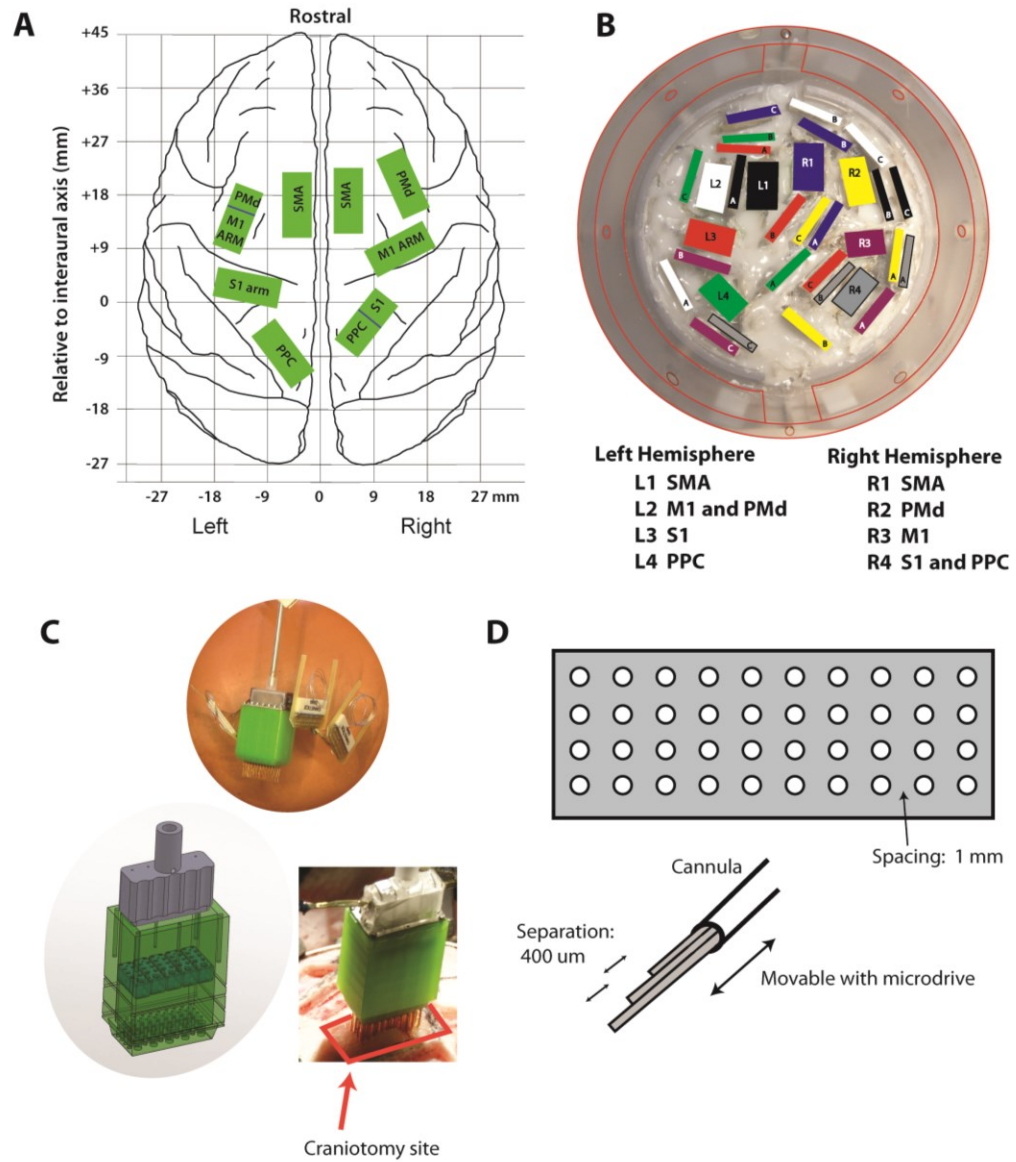 A
Rostral
+45
+36
+27
+18
+9
0
-9
-18
-27
Relative to interaural axis (mm)
SMA
SMA
PMd
PMd
M1
ARM
M1 ARM
S1 arm
S1
PPC
PPC
-27 -18 -9 0 9 18 27 mm
Left Right
B
C
B
B
B
A
C
R1
R2
C
L2
A
L1
B
C
B
C
A
L3
R3
B
A
C
A
A
L4
B
R4
A
C
C
B
Left Hemisphere
L1 SMA
L2 M1 and PMd
L3 S1
L4 PPC
Right Hemisphere
R1 SMA
R2 PMd
R3 M1
R4 S1 and PPC
C
Craniotomy site
D
Spacing: 1 mm
Cannula
Separation:
400 um
Movable with microdrive